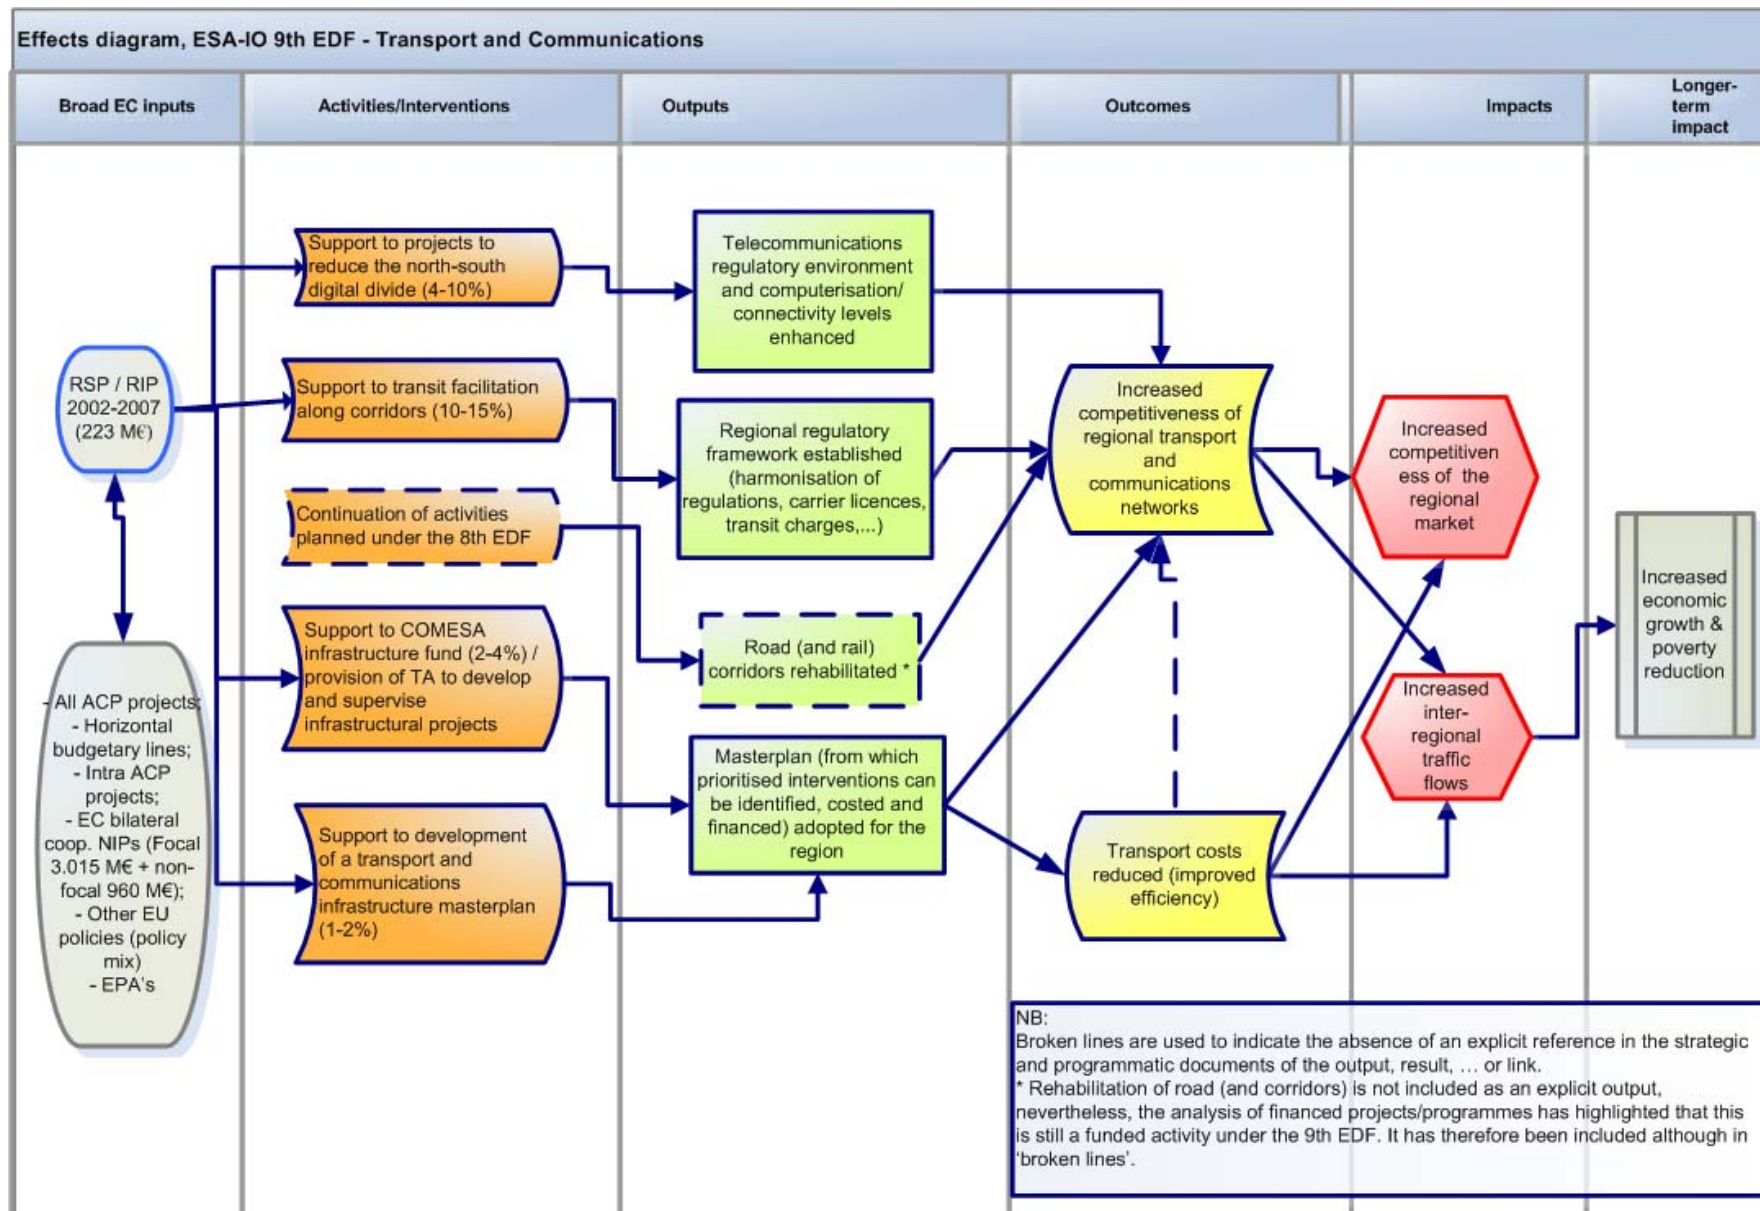 Effects diagram, ESA-IO 9th EDF - Transport and Communications
Broad EC inputs
Activities/Interventions
Outputs
Outcomes
Impacts
Longer-
term
impact
RSP / RIP
2002-2007
(223 M€)
- All ACP projects;
- Horizontal
budgetary lines;
- Intra ACP
projects;
- EC bilateral
coop. NIPs (Focal
3.015 M€ + non-
focal 960 M€);
- Other EU
policies (policy
mix)
- EPA's
Support to projects to
reduce the north-south
digital divide (4-10%)
Support to transit facilitation
along corridors (10-15%)
Continuation of activities
planned under the 8th EDF
Support to COMESA
infrastructure fund (2-4%) /
provision of TA to develop
and supervise
infrastructural projects
Support to development
of a transport and
communications
infrastructure masterplan
(1-2%)
Telecommunications
regulatory environment
and computerisation/
connectivity levels
enhanced
Regional regulatory
framework established
(harmonisation of
regulations, carrier licences,
transit charges,...)
Road (and rail)
corridors rehabilitated *
Masterplan (from which
prioritised interventions can
be identified, costed and
financed) adopted for the
region
Increased
competitiveness of
regional transport
and
communications
networks
Transport costs
reduced (improved
efficiency)
Increased
competitiven
ess of the
regional
market
Increased
inter-
regional
traffic
flows
Increased
economic
growth &
poverty
reduction
NB:
Broken lines are used to indicate the absence of an explicit reference in the strategic
and programmatic documents of the output, result, … or link.
* Rehabilitation of road (and corridors) is not included as an explicit output,
nevertheless, the analysis of financed projects/programmes has highlighted that this
is still a funded activity under the 9th EDF. It has therefore been included although in
'broken lines'.